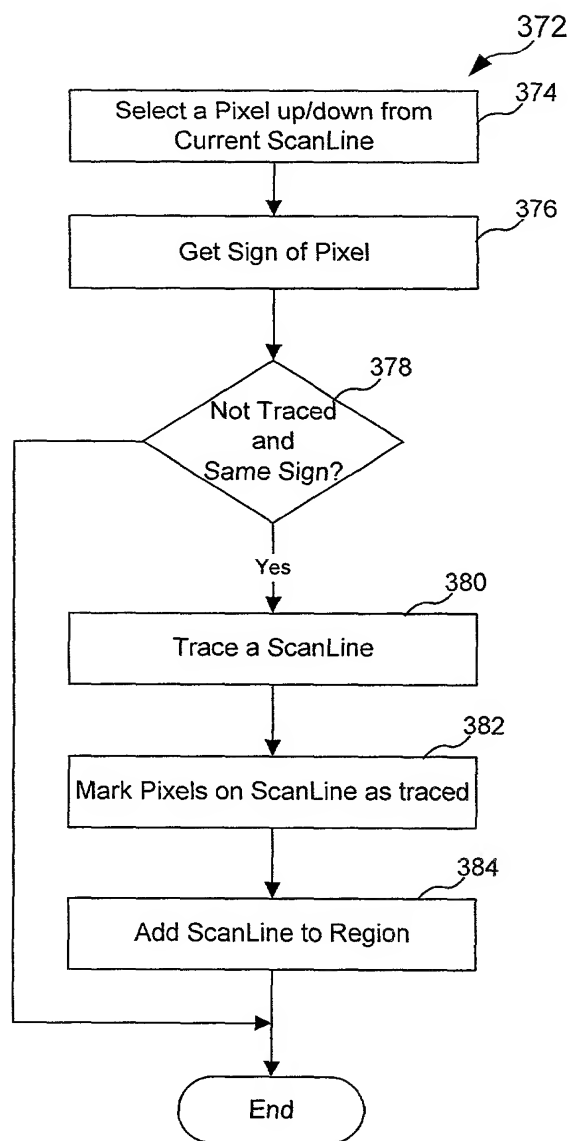 372
Select a Pixel up/down from
Current ScanLine
374
Get Sign of Pixel
376
Not Traced
and
Same Sign?
378
Yes
Trace a ScanLine
380
Mark Pixels on ScanLine as traced
382
Add ScanLine to Region
384
End